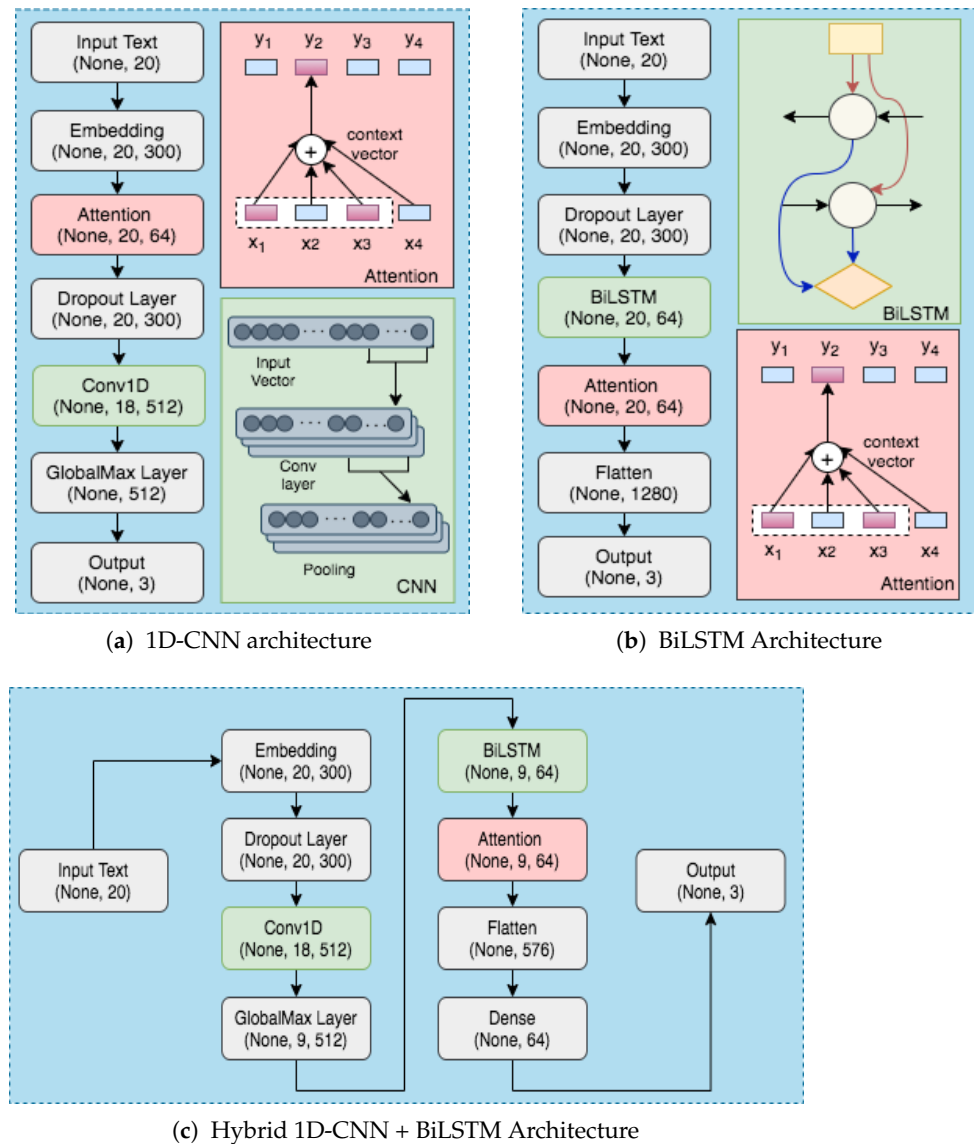 Input Text
(None, 20)
Embedding
(None, 20, 300)
Attention
(None, 20, 64)
Dropout Layer
(None, 20, 300)
Conv1D
(None, 18, 512)
GlobalMax Layer
(None, 512)
Output
(None, 3)
y1 y2 y3 y4
context
vector
+
x1 x2 x3 x4
Attention
Input
Vector
Conv
layer
Pooling
CNN
(a) 1D-CNN architecture
Input Text
(None, 20)
Embedding
(None, 20, 300)
Dropout Layer
(None, 20, 300)
BiLSTM
(None, 20, 64)
Attention
(None, 20, 64)
Flatten
(None, 1280)
Output
(None, 3)
BiLSTM
y1 y2 y3 y4
context
vector
+
x1 x2 x3 x4
Attention
(b) BiLSTM Architecture
Input Text
(None, 20)
Embedding
(None, 20, 300)
Dropout Layer
(None, 20, 300)
Conv1D
(None, 18, 512)
GlobalMax Layer
(None, 9, 512)
BiLSTM
(None, 9, 64)
Attention
(None, 9, 64)
Flatten
(None, 576)
Dense
(None, 64)
Output
(None, 3)
(c) Hybrid 1D-CNN + BiLSTM Architecture